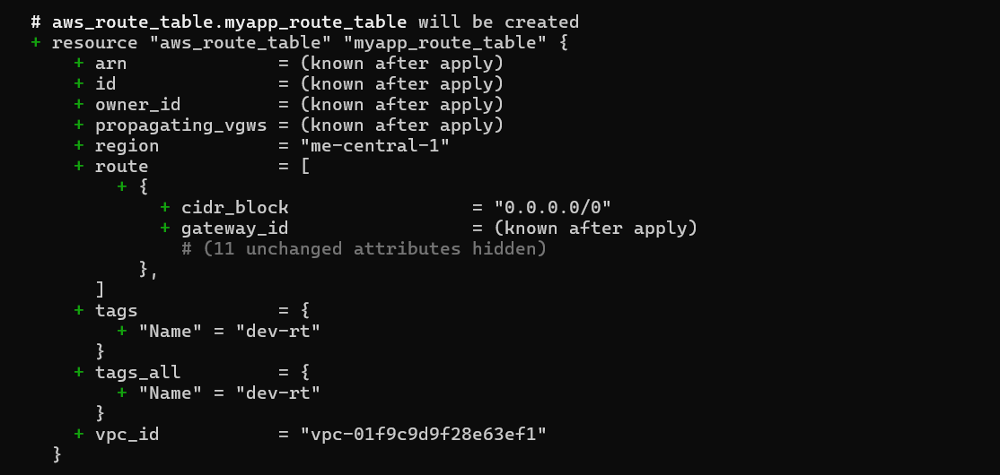 # aws_route_table.myapp_route_table will be created
+ resource "aws_route_table" "myapp_route_table" {
+ arn = (known after apply)
+ id = (known after apply)
+ owner_id = (known after apply)
+ propagating_vgws = (known after apply)
+ region = "me-central-1"
+ route = [
+ {
+ cidr_block = "0.0.0.0/0"
+ gateway_id = (known after apply)
# (11 unchanged attributes hidden)
},
]
+ tags = {
+ "Name" = "dev-rt"
}
+ tags_all = {
+ "Name" = "dev-rt"
}
+ vpc_id = "vpc-01f9c9d9f28e63ef1"
}